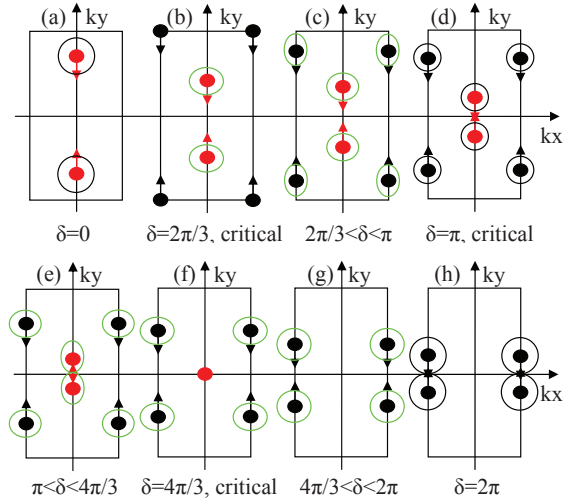 (a) ky (b) ky (c) ky (d) ky
kx
δ=0 δ=2π/3, critical 2π/3<δ<π δ=π, critical
(e) ky (f) ky (g) ky (h) ky
kx
π<δ<4π/3 δ=4π/3, critical 4π/3<δ<2π δ=2π